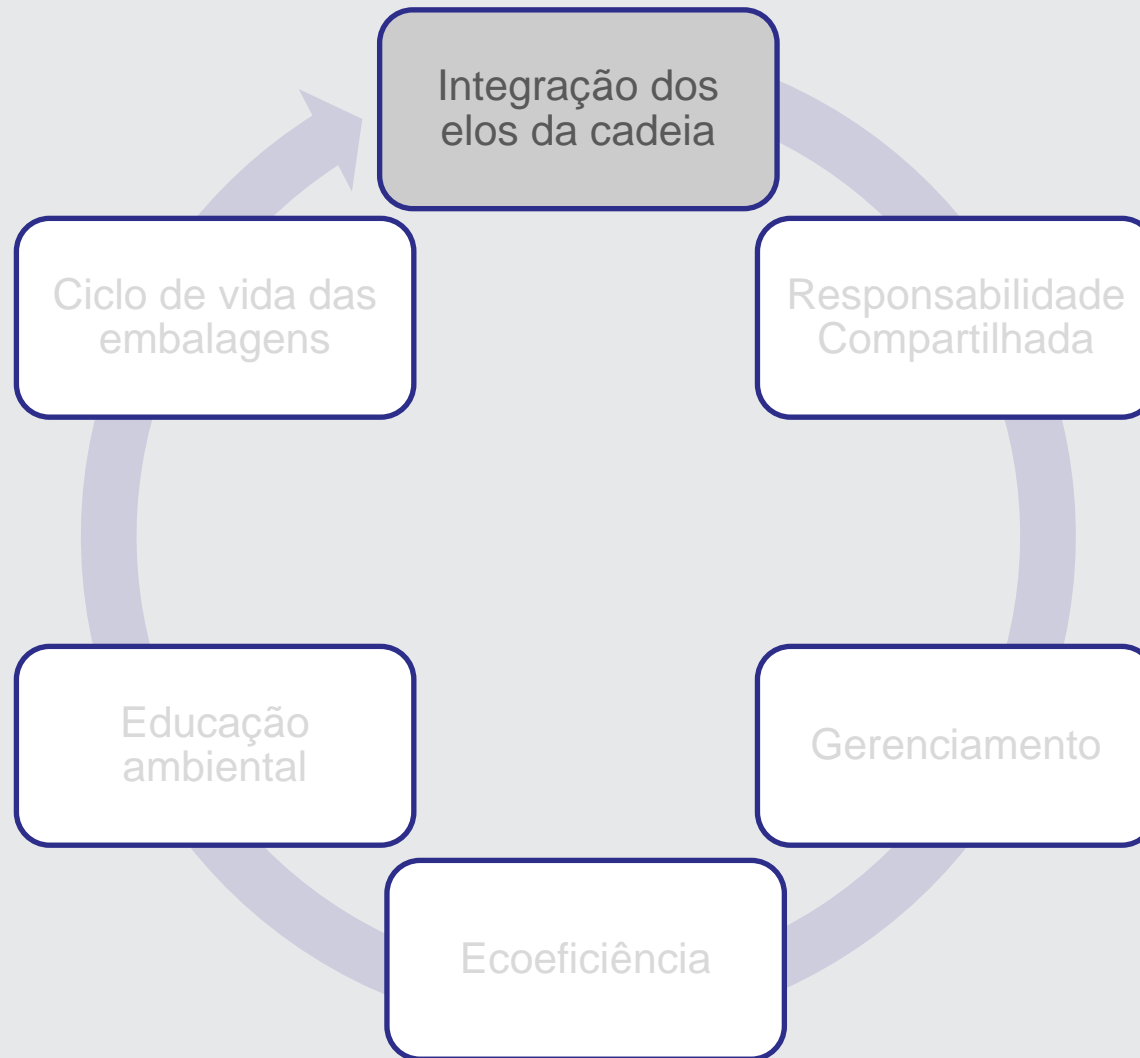 Integração dos
elos da cadeia
Responsabilidade
Compartilhada
Gerenciamento
Ecoeficiência
Educação
ambiental
Ciclo de vida das
embalagens